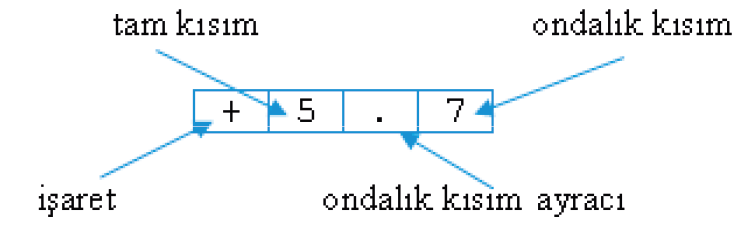 tam kısım ondalık kısım
+ 5 . 7
işaret ondalık kısım ayracı